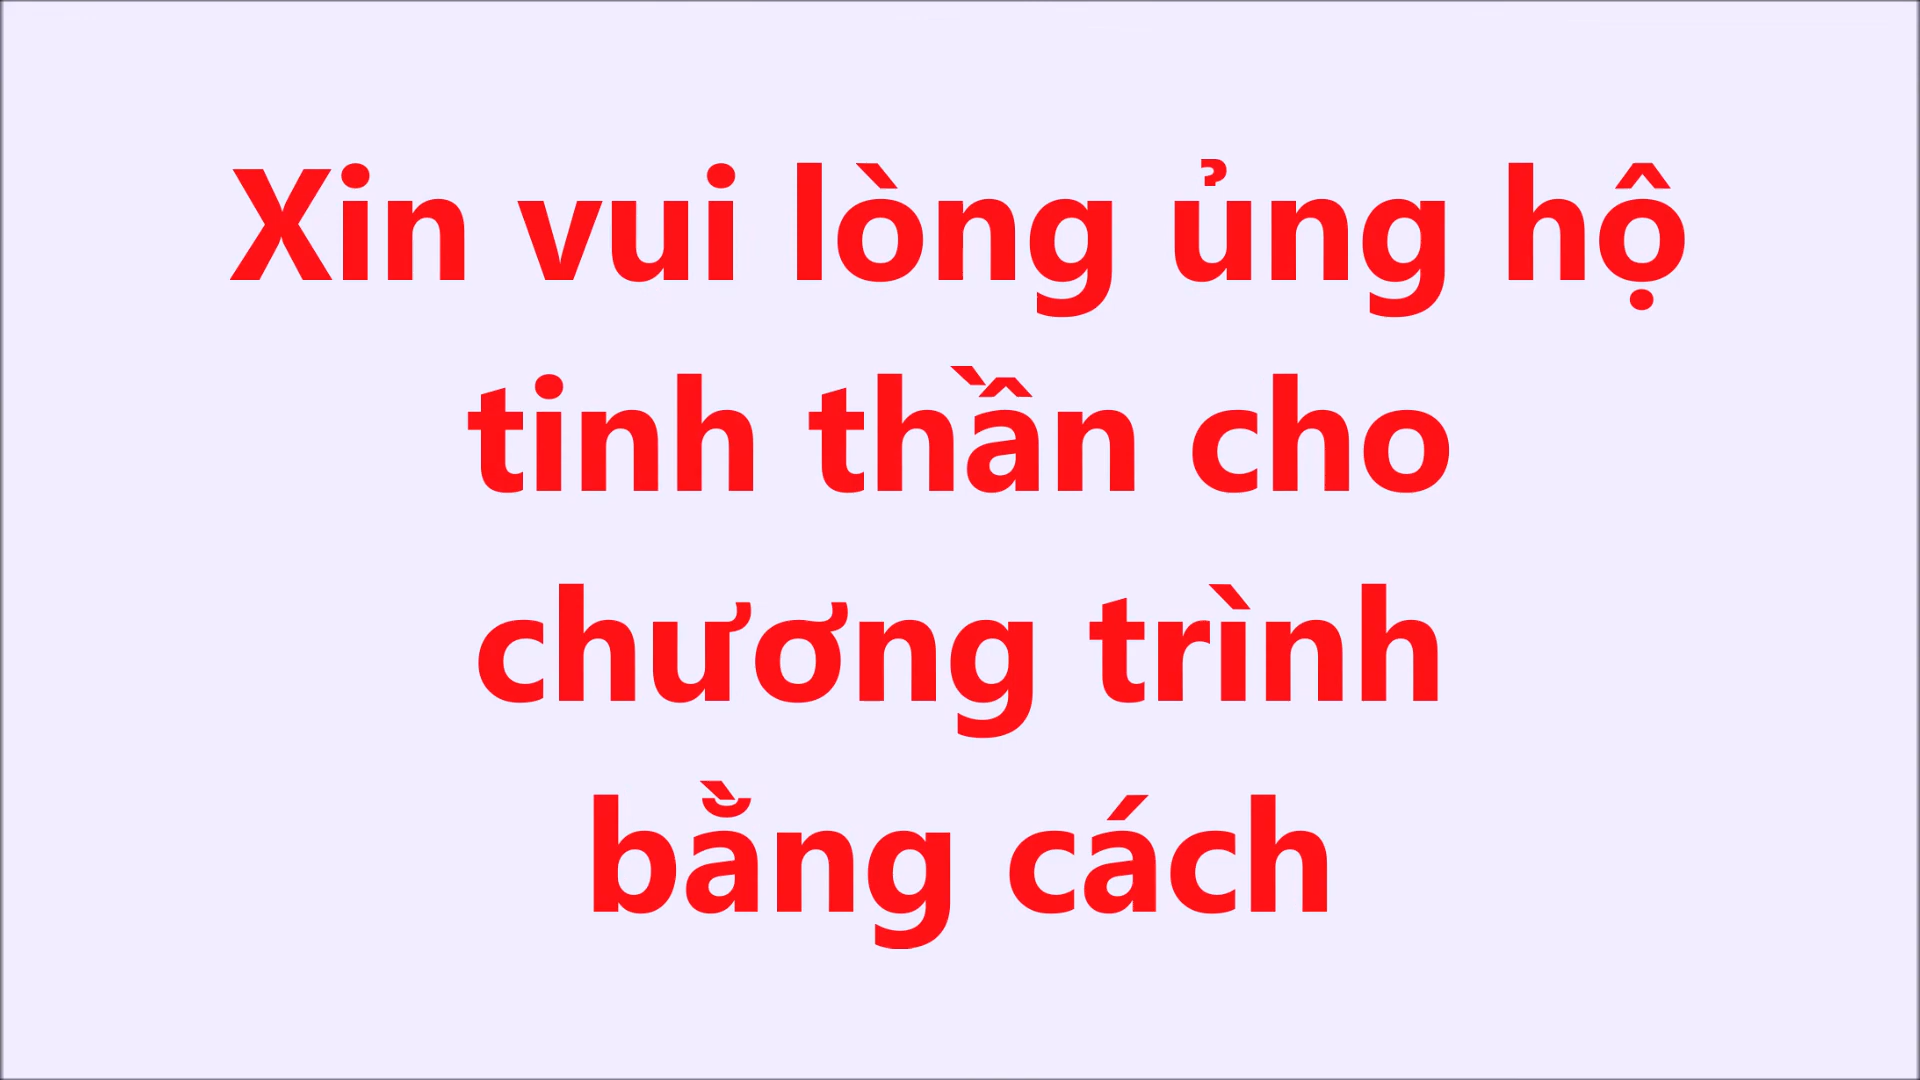 Xin vui lòng ủng hộ
tinh thần cho
chương trình
bằng cách